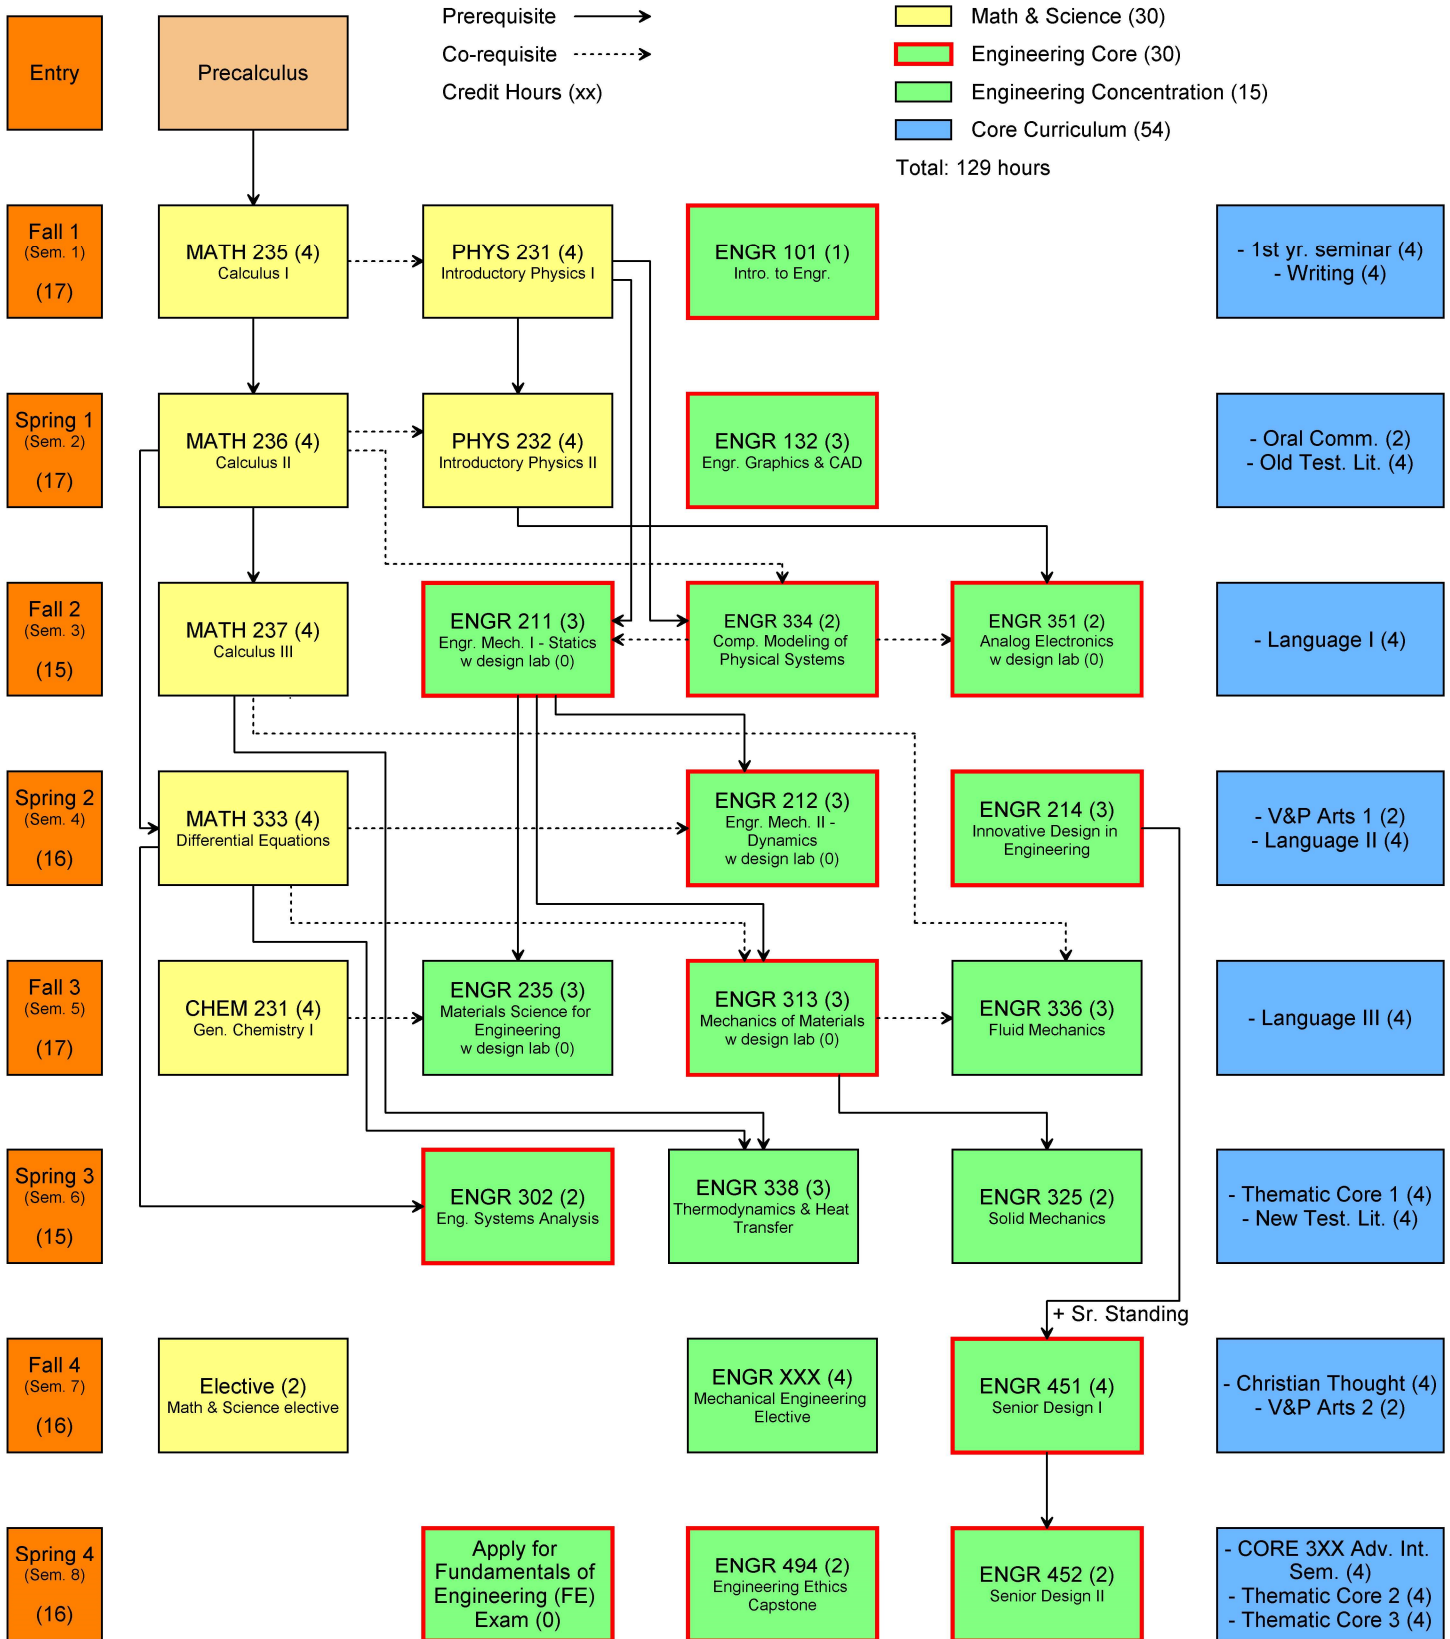 Prerequisite
Co-requisite
Credit Hours (xx)
Math & Science (30)
Engineering Core (30)
Engineering Concentration (15)
Core Curriculum (54)
Total: 129 hours
Entry
Precalculus
Fall 1
(Sem. 1)
(17)
MATH 235 (4)
Calculus I
PHYS 231 (4)
Introductory Physics I
ENGR 101 (1)
Intro. to Engr.
- 1st yr. seminar (4)
- Writing (4)
Spring 1
(Sem. 2)
(17)
MATH 236 (4)
Calculus II
PHYS 232 (4)
Introductory Physics II
ENGR 132 (3)
Engr. Graphics & CAD
- Oral Comm. (2)
- Old Test. Lit. (4)
Fall 2
(Sem. 3)
(15)
MATH 237 (4)
Calculus III
ENGR 211 (3)
Engr. Mech. I - Statics
w design lab (0)
ENGR 334 (2)
Comp. Modeling of
Physical Systems
ENGR 351 (2)
Analog Electronics
w design lab (0)
- Language I (4)
Spring 2
(Sem. 4)
(16)
MATH 333 (4)
Differential Equations
ENGR 212 (3)
Engr. Mech. II -
Dynamics
w design lab (0)
ENGR 214 (3)
Innovative Design in
Engineering
- V&P Arts 1 (2)
- Language II (4)
Fall 3
(Sem. 5)
(17)
CHEM 231 (4)
Gen. Chemistry I
ENGR 235 (3)
Materials Science for
Engineering
w design lab (0)
ENGR 313 (3)
Mechanics of Materials
w design lab (0)
ENGR 336 (3)
Fluid Mechanics
- Language III (4)
Spring 3
(Sem. 6)
(15)
ENGR 302 (2)
Eng. Systems Analysis
ENGR 338 (3)
Thermodynamics & Heat
Transfer
ENGR 325 (2)
Solid Mechanics
- Thematic Core 1 (4)
- New Test. Lit. (4)
+ Sr. Standing
Fall 4
(Sem. 7)
(16)
Elective (2)
Math & Science elective
ENGR XXX (4)
Mechanical Engineering
Elective
ENGR 451 (4)
Senior Design I
- Christian Thought (4)
- V&P Arts 2 (2)
Spring 4
(Sem. 8)
(16)
Apply for
Fundamentals of
Engineering (FE)
Exam (0)
ENGR 494 (2)
Engineering Ethics
Capstone
ENGR 452 (2)
Senior Design II
- CORE 3XX Adv. Int.
Sem. (4)
- Thematic Core 2 (4)
- Thematic Core 3 (4)